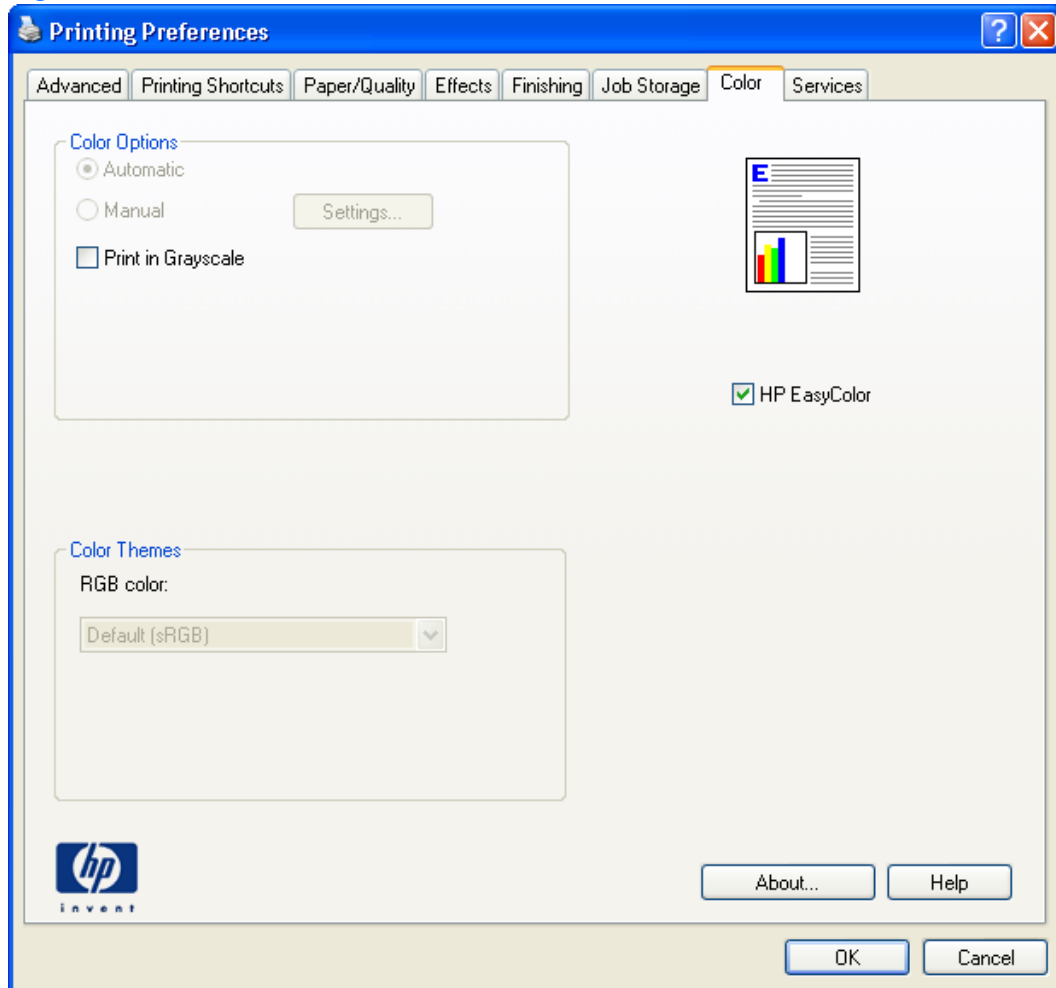 Printing Preferences
Advanced Printing Shortcuts Paper/Quality Effects Finishing Job Storage Color Services
Color Options
Automatic
Manual Settings...
Print in Grayscale
E
HP EasyColor
Color Themes
RGB color:
Default (sRGB)
hp
invent
About... Help
OK Cancel